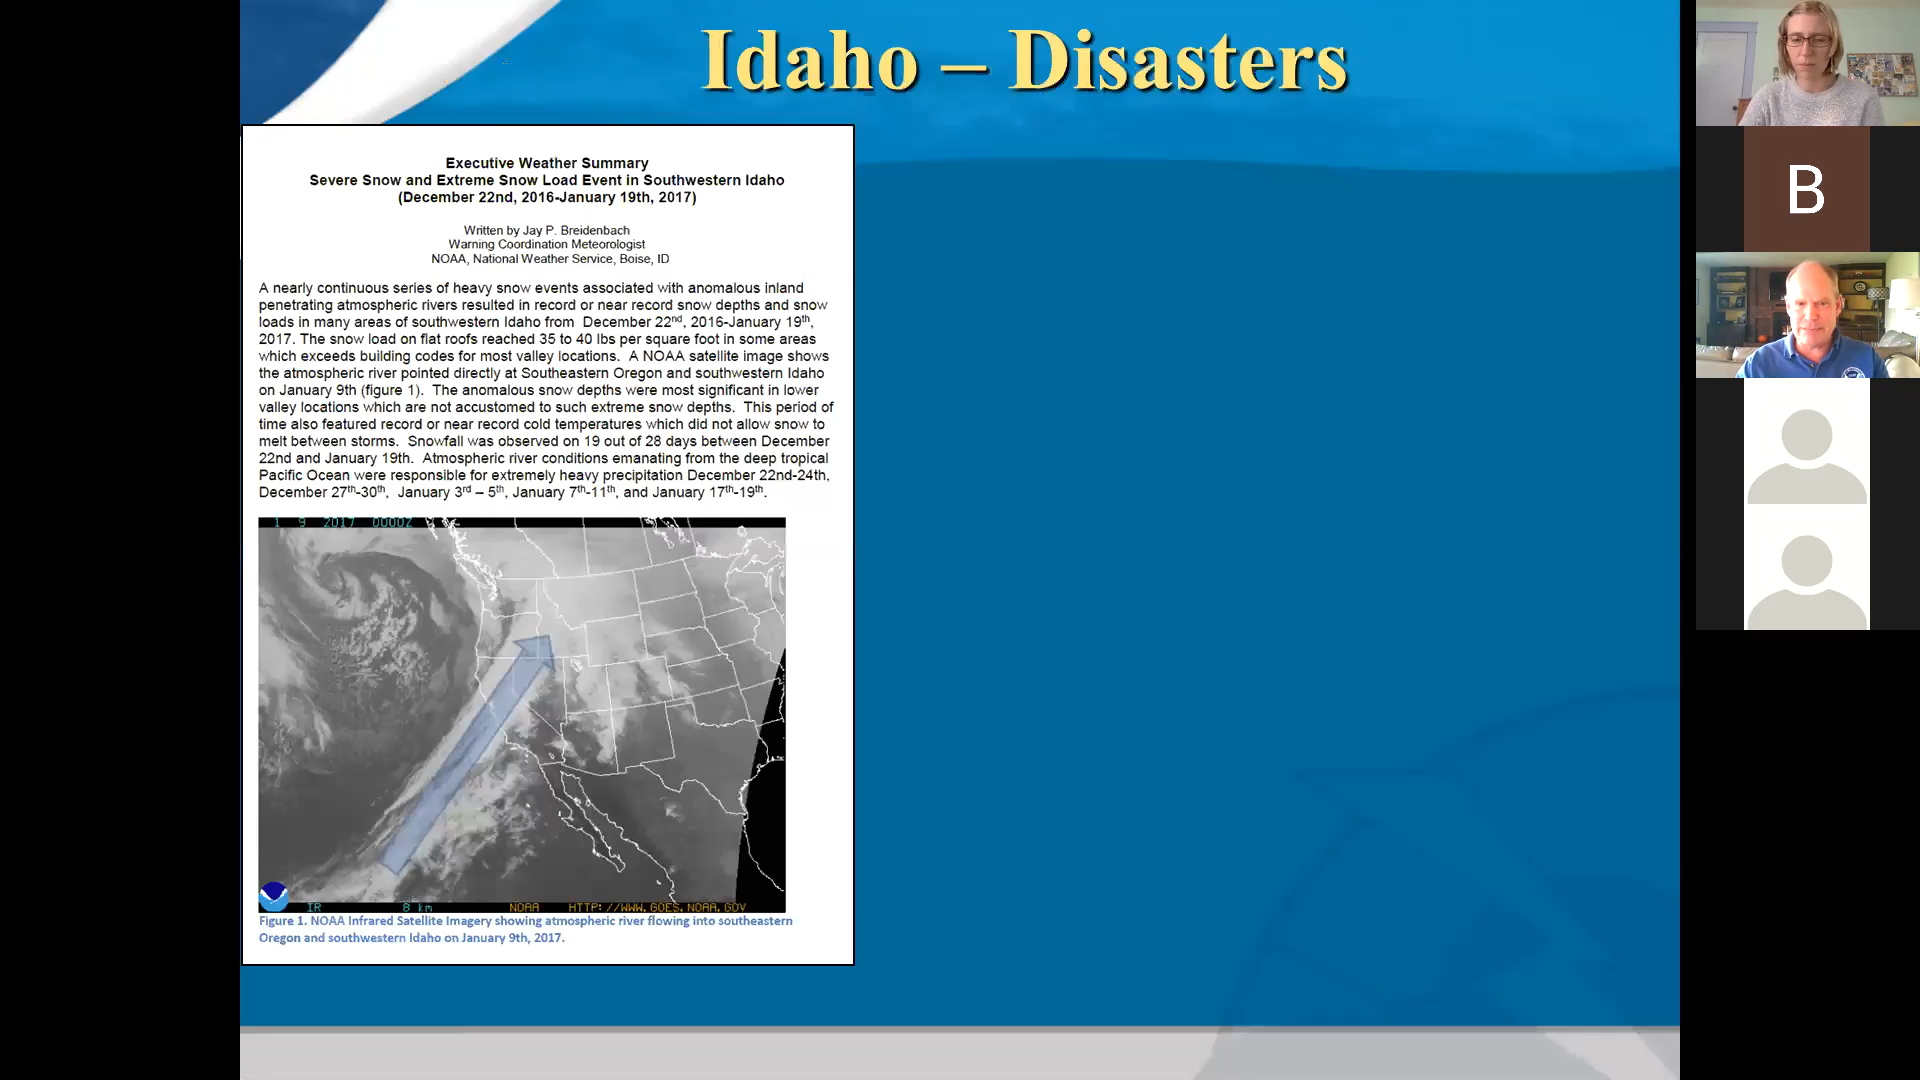 Idaho – Disasters
Executive Weather Summary
Severe Snow and Extreme Snow Load Event in Southwestern Idaho
(December 22nd, 2016-January 19th, 2017)
Written by Jay P. Breidenbach
Warning Coordination Meteorologist
NOAA, National Weather Service, Boise, ID
A nearly continuous series of heavy snow events associated with anomalous inland
penetrating atmospheric rivers resulted in record or near record snow depths and snow
loads in many areas of southwestern Idaho from December 22nd, 2016-January 19th,
2017. The snow load on flat roofs reached 35 to 40 lbs per square foot in some areas
which exceeds building codes for most valley locations. A NOAA satellite image shows
the atmospheric river pointed directly at Southeastern Oregon and southwestern Idaho
on January 9th (figure 1). The anomalous snow depths were most significant in lower
valley locations which are not accustomed to such extreme snow depths. This period of
time also featured record or near record cold temperatures which did not allow snow to
melt between storms. Snowfall was observed on 19 out of 28 days between December
22nd and January 19th. Atmospheric river conditions emanating from the deep tropical
Pacific Ocean were responsible for extremely heavy precipitation December 22nd-24th,
December 27th-30th, January 3rd – 5th, January 7th-11th, and January 17th-19th.
1 9 2017 0000Z
IR 8 km NOAA HTTP://WWW.GOES.NOAA.GOV
Figure 1. NOAA Infrared Satellite Imagery showing atmospheric river flowing into southeastern
Oregon and southwestern Idaho on January 9th, 2017.
B